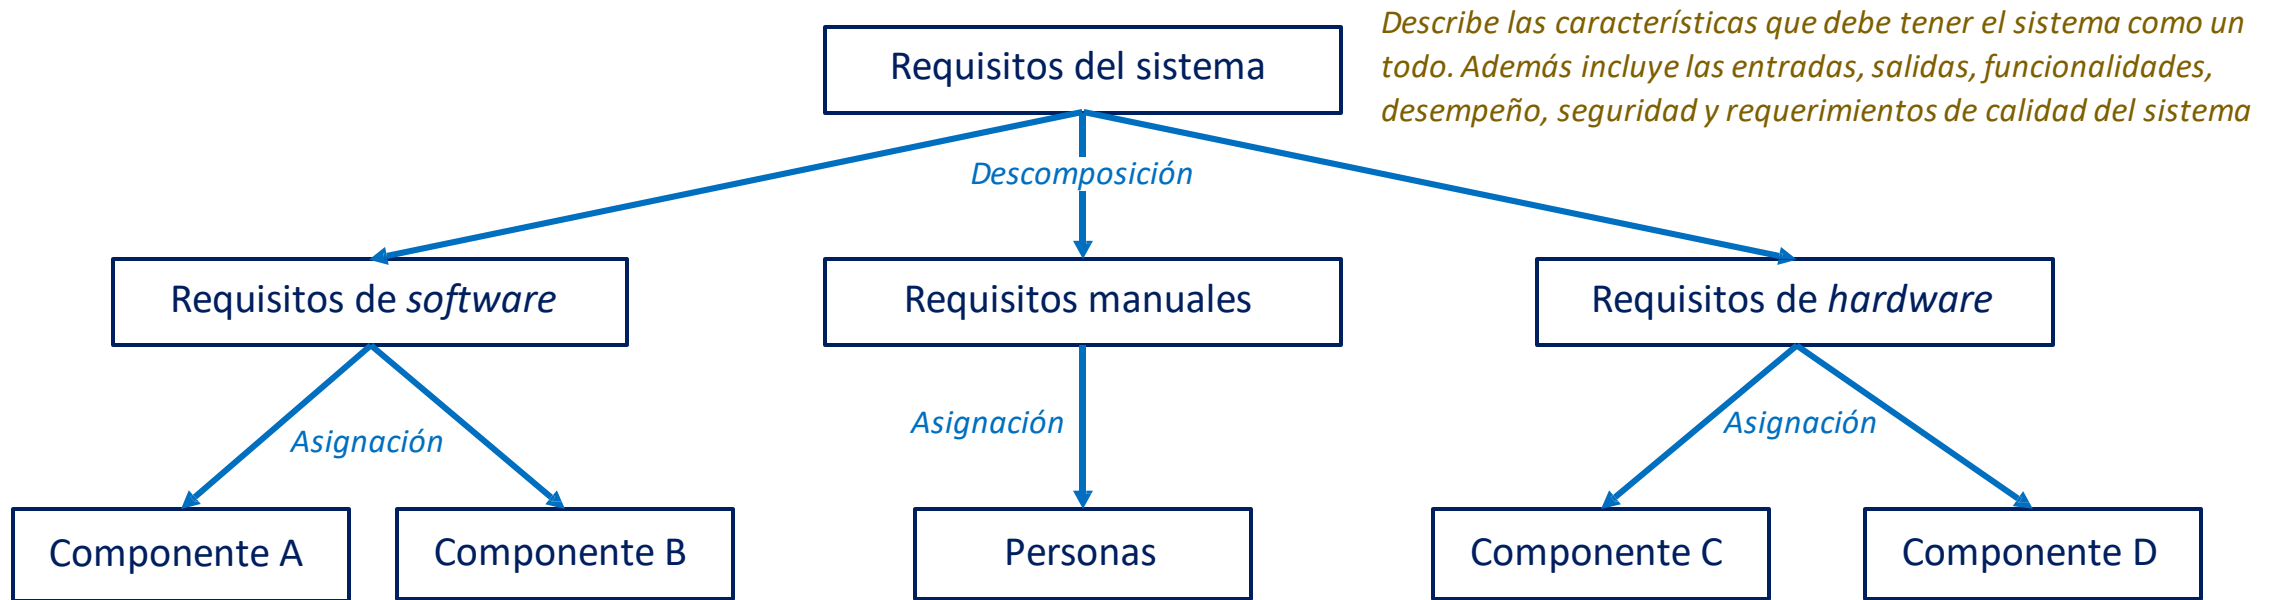 Requisitos del sistema
Describe las características que debe tener el sistema como un
todo. Además incluye las entradas, salidas, funcionalidades,
desempeño, seguridad y requerimientos de calidad del sistema
Descomposición
Requisitos de software
Requisitos manuales
Requisitos de hardware
Asignación
Asignación
Asignación
Componente A
Componente B
Personas
Componente C
Componente D